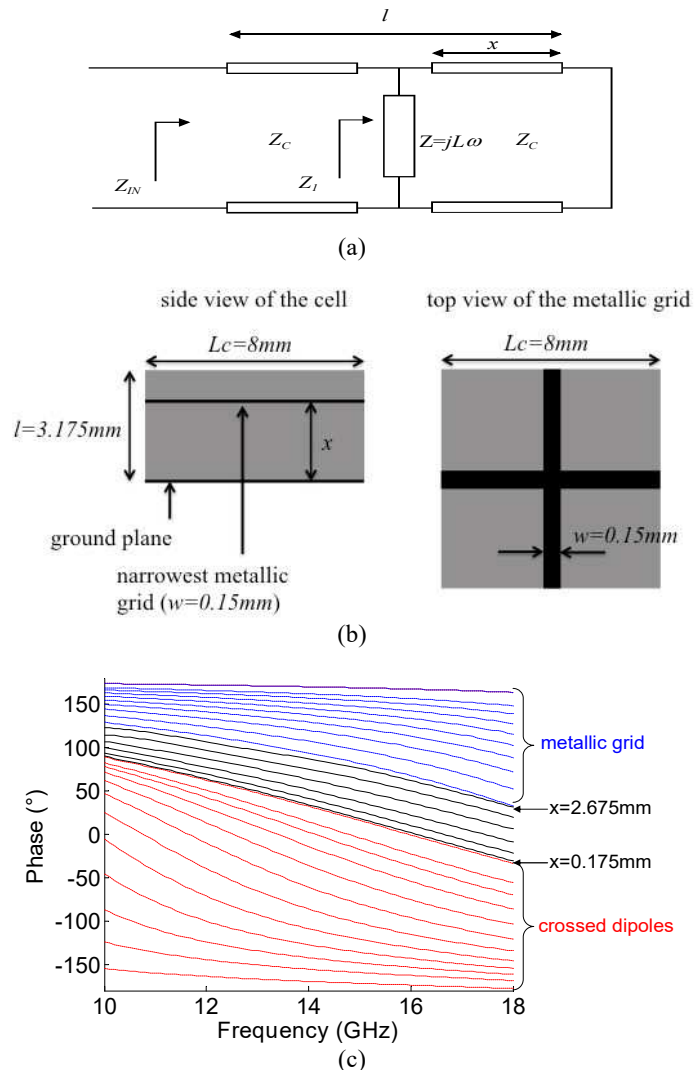 l
x
Z_C
Z=jLω
Z_C
Z_IN
Z_1
(a)
side view of the cell
top view of the metallic grid
Lc=8mm
Lc=8mm
l=3.175mm
x
ground plane
w=0.15mm
narrowest metallic
grid (w=0.15mm)
(b)
150
100
50
0
-50
-100
-150
Phase (°)
metallic grid
x=2.675mm
x=0.175mm
crossed dipoles
10
12
14
16
18
Frequency (GHz)
(c)